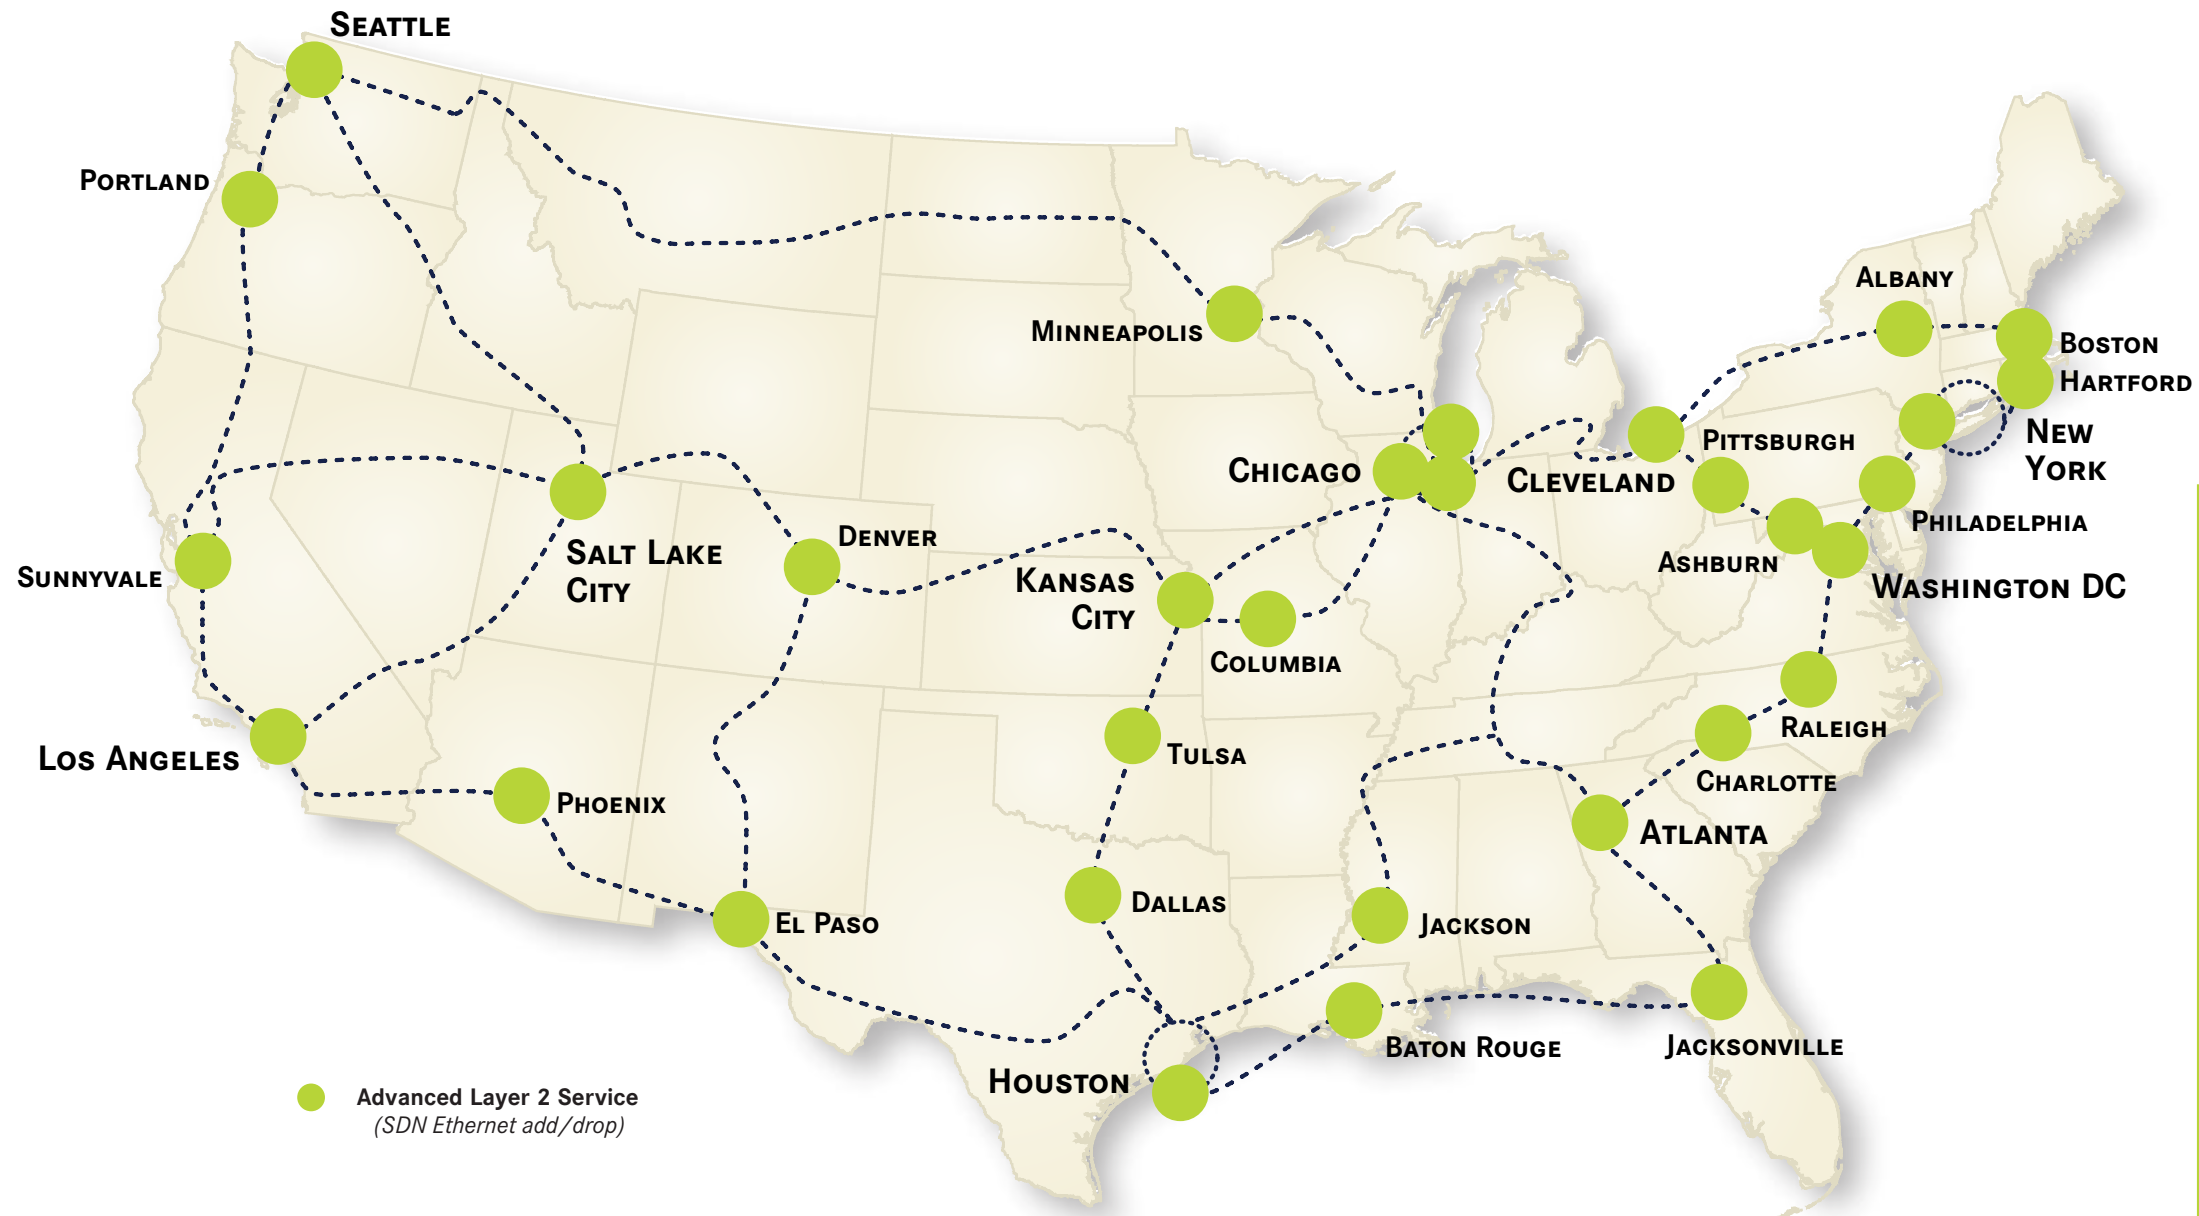 SEATTLE
PORTLAND
ALBANY
MINNEAPOLIS
BOSTON
HARTFORD
PITTSBURGH
NEW
YORK
CHICAGO
CLEVELAND
PHILADELPHIA
DENVER
SALT LAKE
CITY
SUNNYVALE
ASHBURN
KANSAS
CITY
WASHINGTON DC
COLUMBIA
RALEIGH
TULSA
LOS ANGELES
CHARLOTTE
PHOENIX
ATLANTA
DALLAS
EL PASO
JACKSON
BATON ROUGE
JACKSONVILLE
HOUSTON
Advanced Layer 2 Service
(SDN Ethernet add/drop)